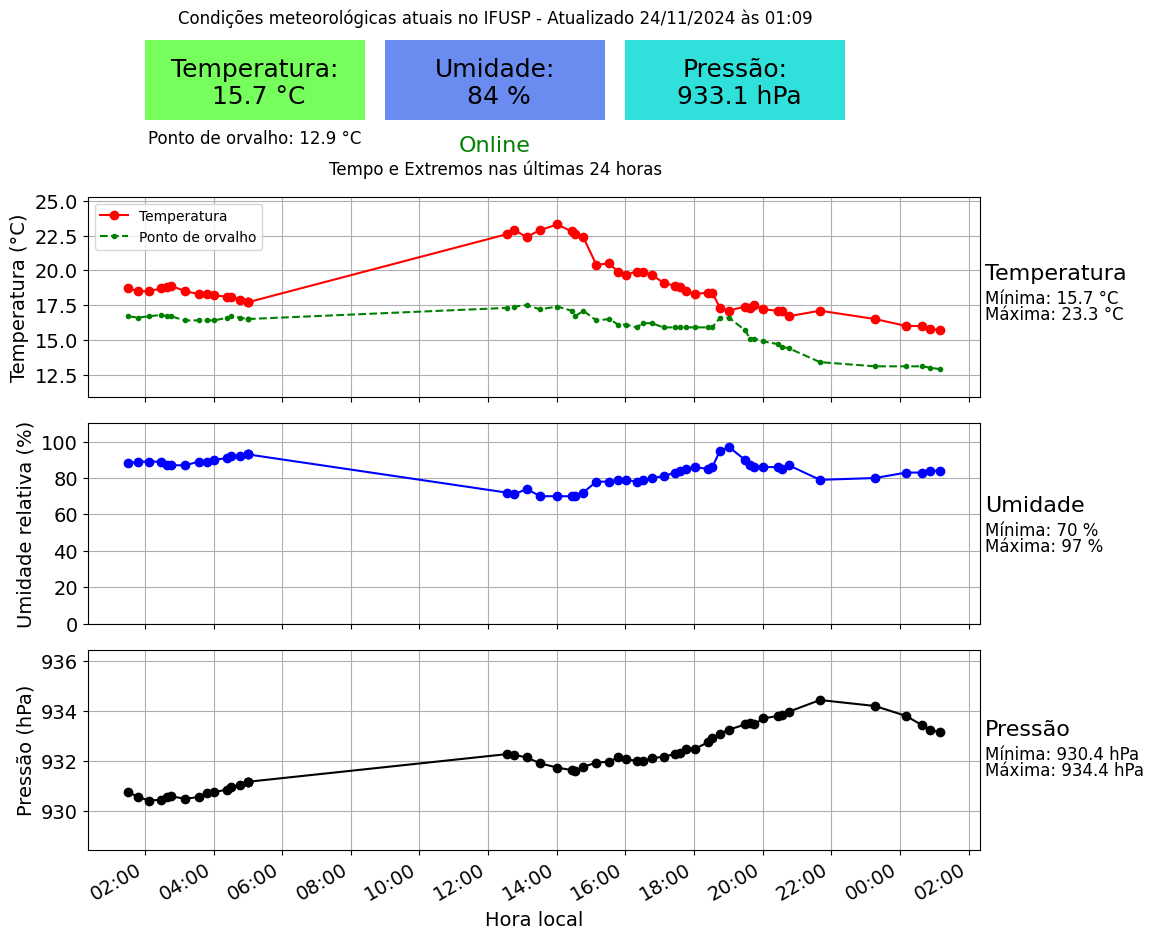 Condições meteorológicas atuais no IFUSP - Atualizado 24/11/2024 às 01:09
Temperatura:
15.7 °C
Umidade:
84 %
Pressão:
933.1 hPa
Ponto de orvalho: 12.9 °C
Online
Tempo e Extremos nas últimas 24 horas
Temperatura (°C)
25.0
22.5
20.0
17.5
15.0
12.5
Temperatura
Ponto de orvalho
Temperatura
Mínima: 15.7 °C
Máxima: 23.3 °C
Umidade relativa (%)
100
80
60
40
20
0
Umidade
Mínima: 70 %
Máxima: 97 %
Pressão (hPa)
936
934
932
930
Pressão
Mínima: 930.4 hPa
Máxima: 934.4 hPa
02:00 04:00 06:00 08:00 10:00 12:00 14:00 16:00 18:00 20:00 22:00 00:00 02:00
Hora local